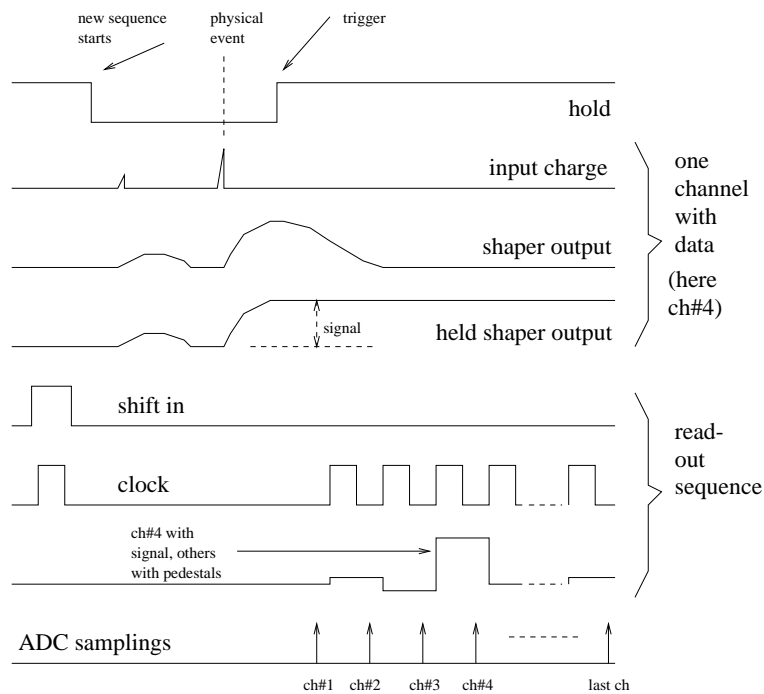 new sequence
starts
physical
event
trigger
hold
input charge
shaper output
signal
held shaper output
one
channel
with
data
(here
ch#4)
shift in
clock
read-
out
sequence
ch#4 with
signal, others
with pedestals
ADC samplings
ch#1
ch#2
ch#3
ch#4
last ch